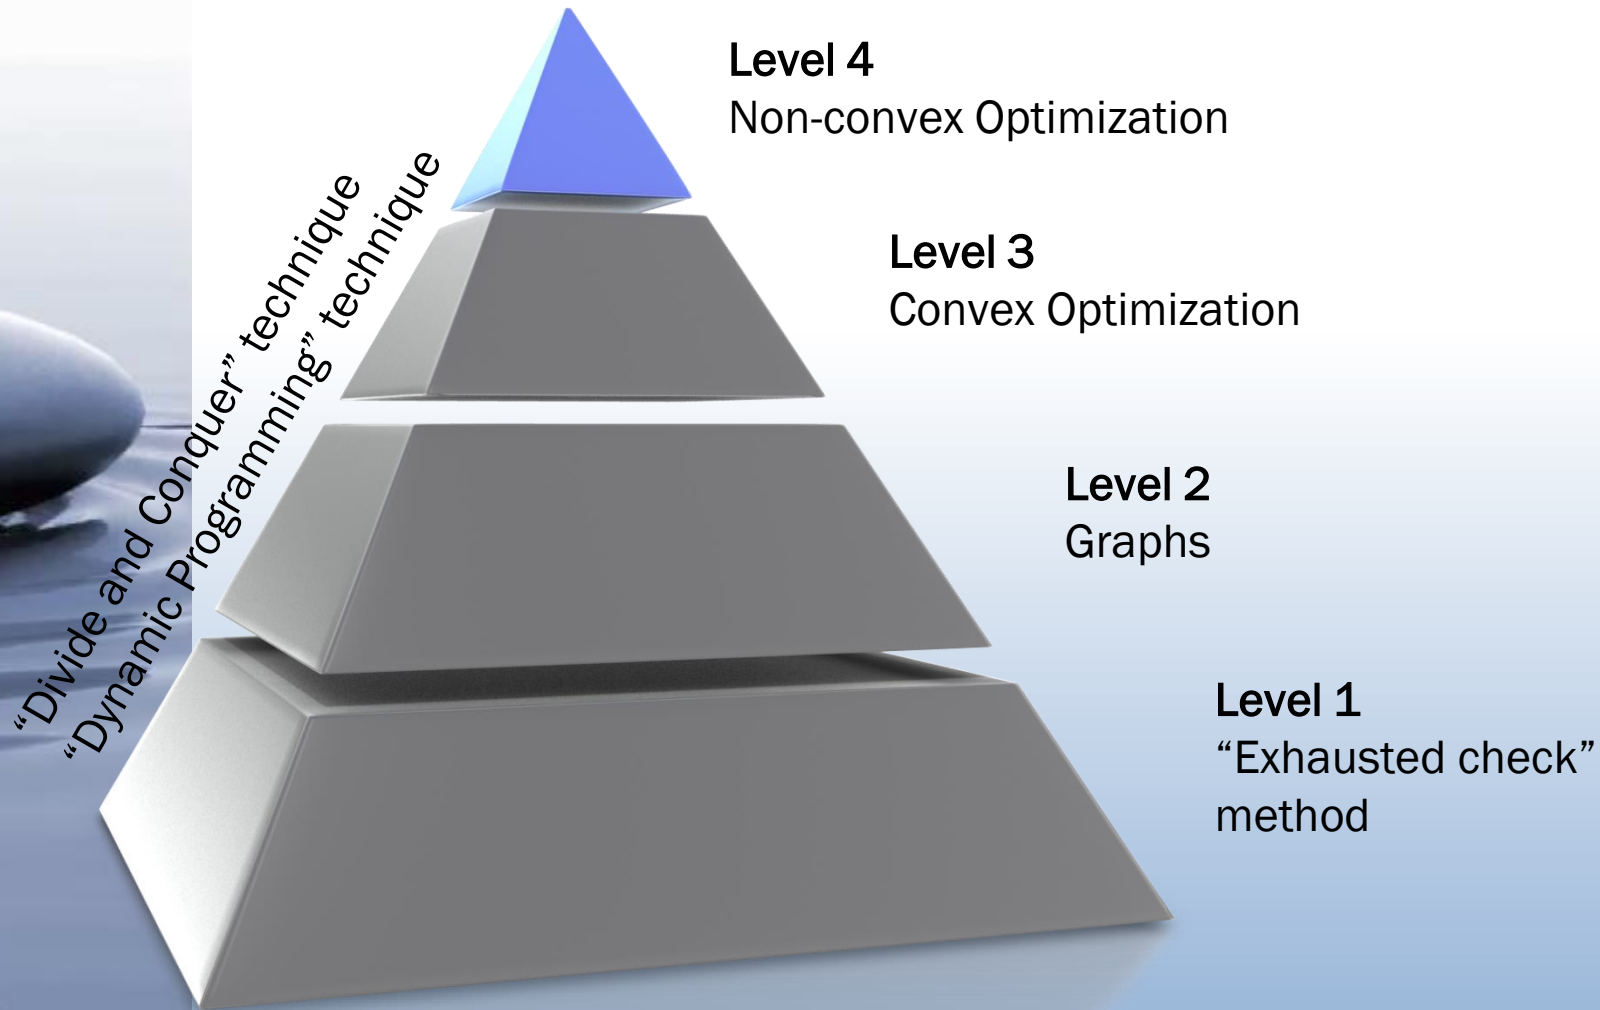 Level 4
Non-convex Optimization
Level 3
Convex Optimization
Level 2
Graphs
Level 1
“Exhausted check”
method
“Divide and Conquer” technique
“Dynamic Programming” technique